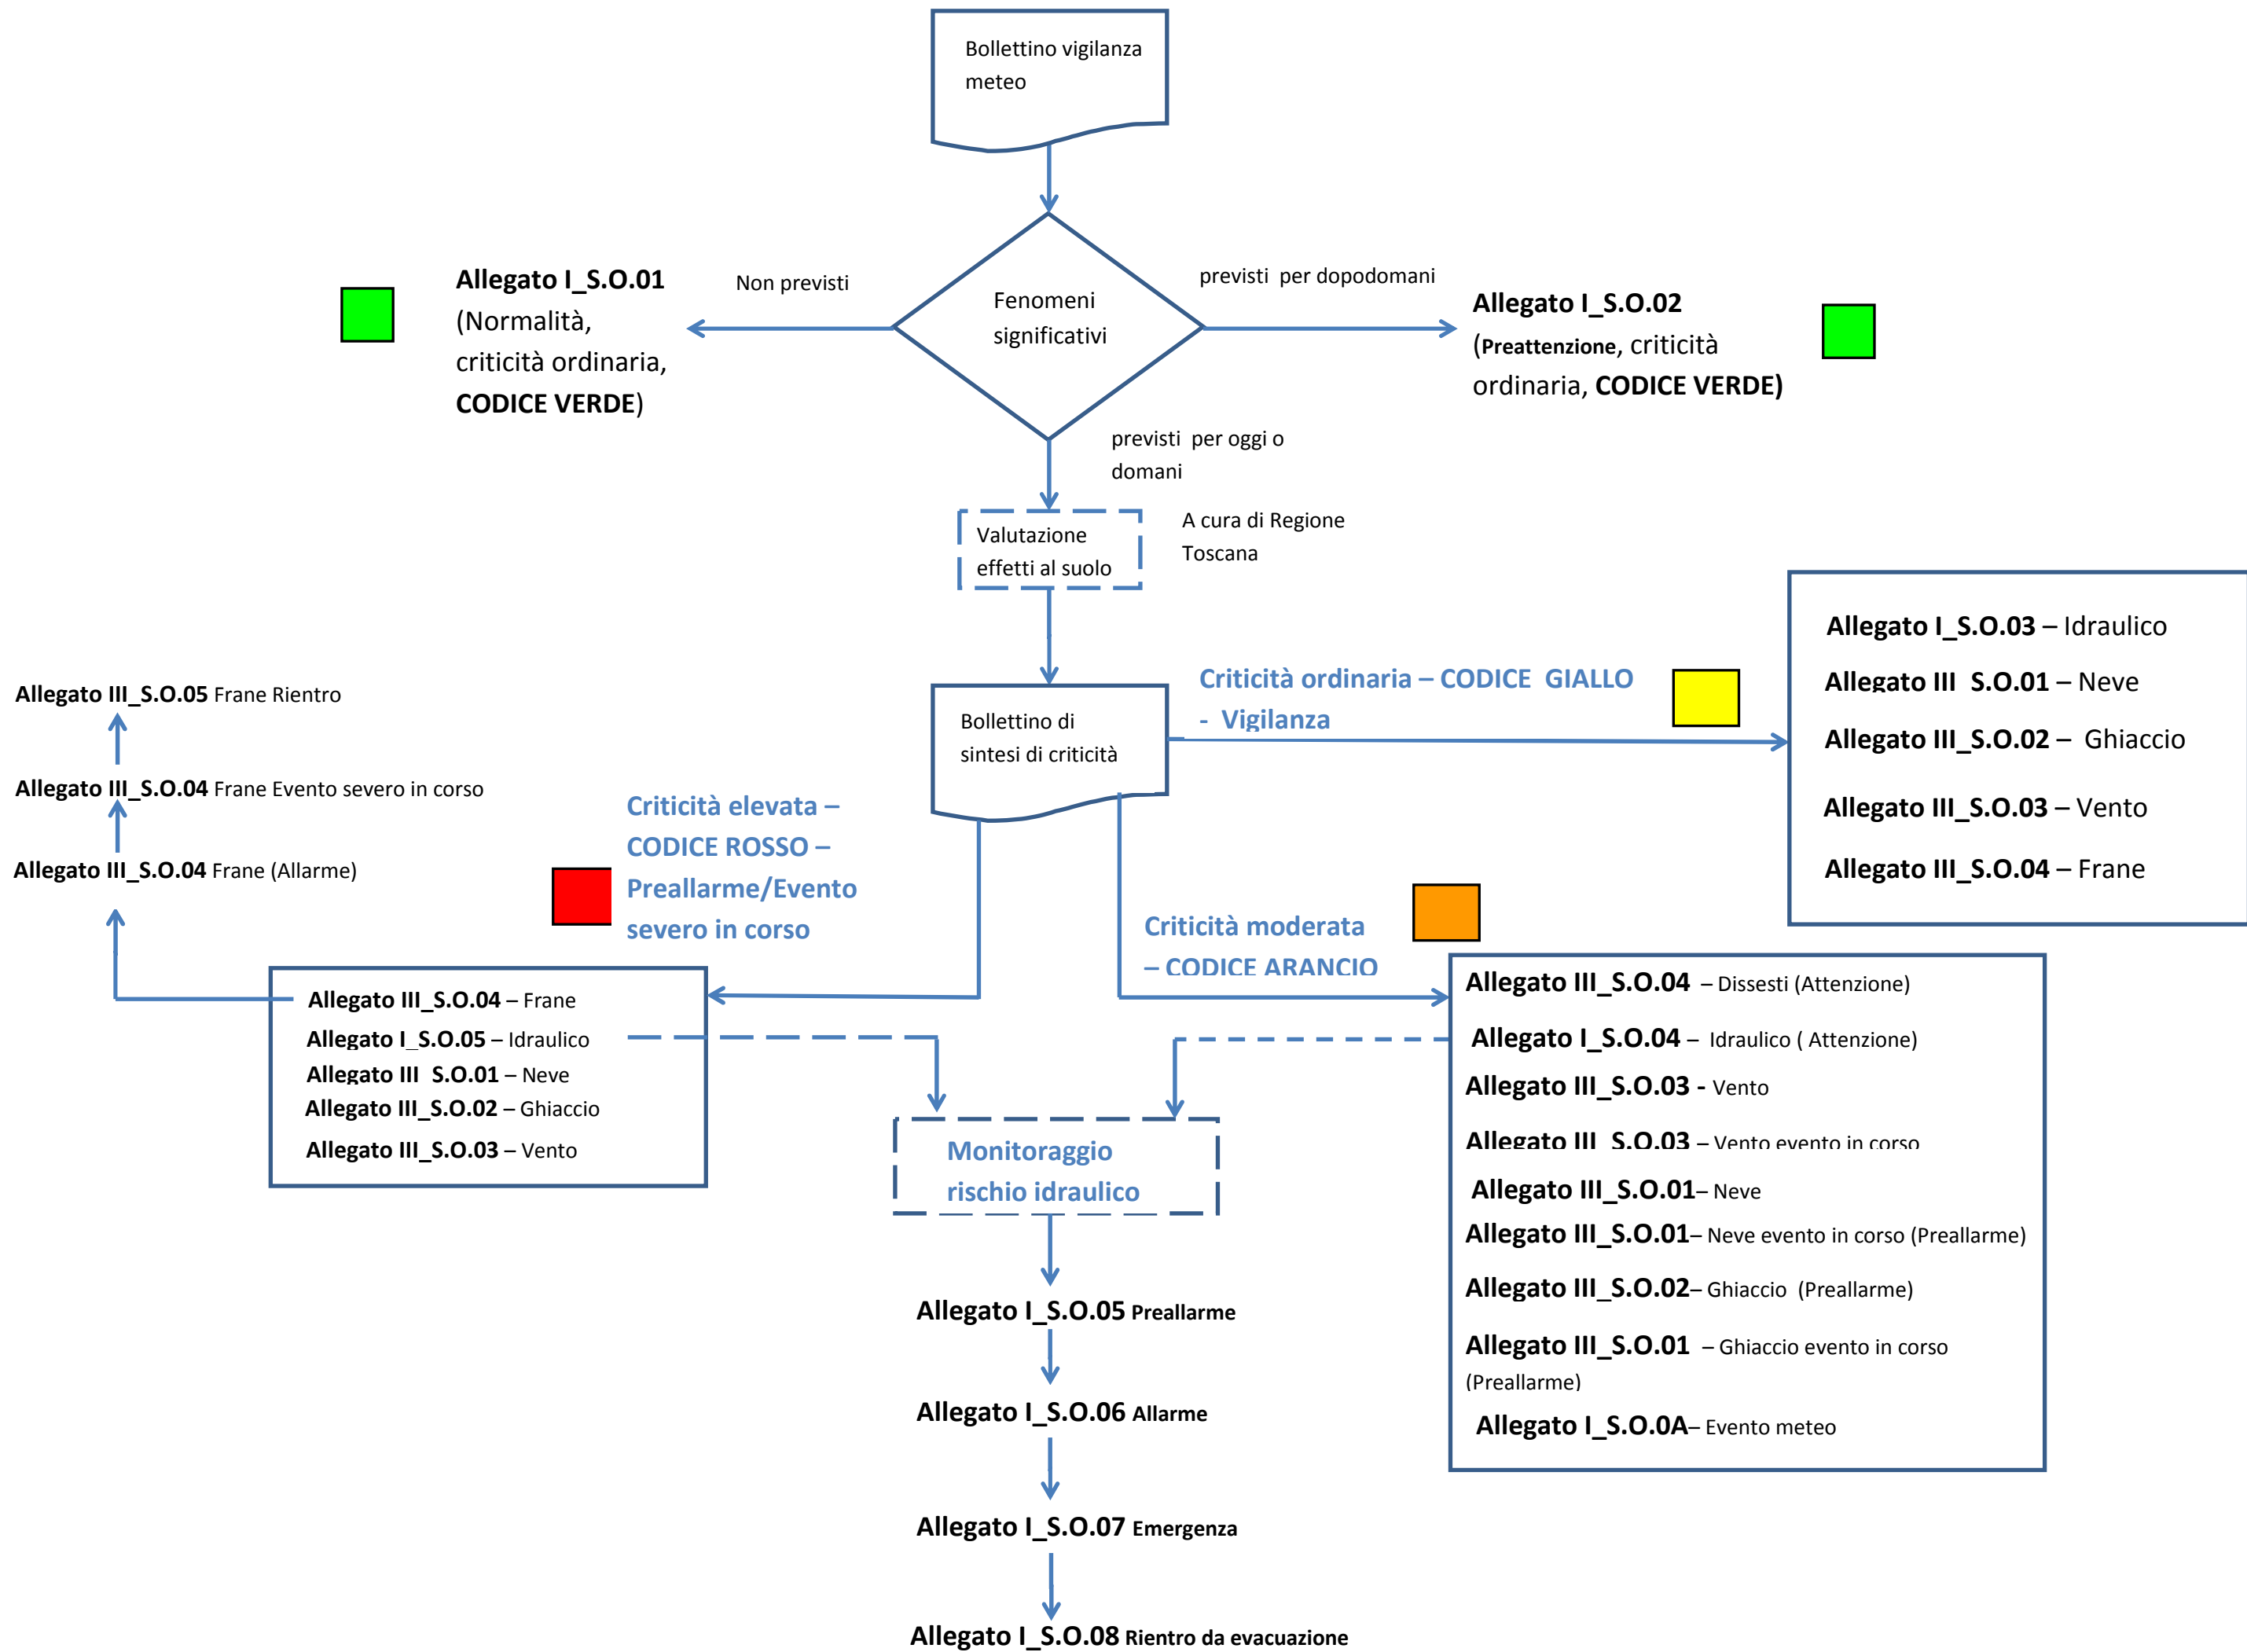 Bollettino vigilanza
meteo
Fenomeni
significativi
Non previsti
previsti per dopodomani
previsti per oggi o
domani
Allegato I_S.O.01
(Normalità,
criticità ordinaria,
CODICE VERDE)
Allegato I_S.O.02
(Preattenzione, criticità
ordinaria, CODICE VERDE)
Valutazione
effetti al suolo
A cura di Regione
Toscana
Bollettino di
sintesi di criticità
Criticità ordinaria – CODICE GIALLO
- Vigilanza
Allegato I_S.O.03 – Idraulico
Allegato III_S.O.01 – Neve
Allegato III_S.O.02 – Ghiaccio
Allegato III_S.O.03 – Vento
Allegato III_S.O.04 – Frane
Allegato III_S.O.05 Frane Rientro
Allegato III_S.O.04 Frane Evento severo in corso
Allegato III_S.O.04 Frane (Allarme)
Criticità elevata –
CODICE ROSSO –
Preallarme/Evento
severo in corso
Allegato III_S.O.04 – Frane
Allegato I_S.O.05 – Idraulico
Allegato III_S.O.01 – Neve
Allegato III_S.O.02 – Ghiaccio
Allegato III_S.O.03 – Vento
Criticità moderata
– CODICE ARANCIO
Allegato III_S.O.04 – Dissesti (Attenzione)
Allegato I_S.O.04 – Idraulico ( Attenzione)
Allegato III_S.O.03 - Vento
Allegato III_S.O.03 – Vento evento in corso
Allegato III_S.O.01– Neve
Allegato III_S.O.01– Neve evento in corso (Preallarme)
Allegato III_S.O.02– Ghiaccio (Preallarme)
Allegato III_S.O.01 – Ghiaccio evento in corso
(Preallarme)
Allegato I_S.O.0A– Evento meteo
Monitoraggio
rischio idraulico
Allegato I_S.O.05 Preallarme
Allegato I_S.O.06 Allarme
Allegato I_S.O.07 Emergenza
Allegato I_S.O.08 Rientro da evacuazione